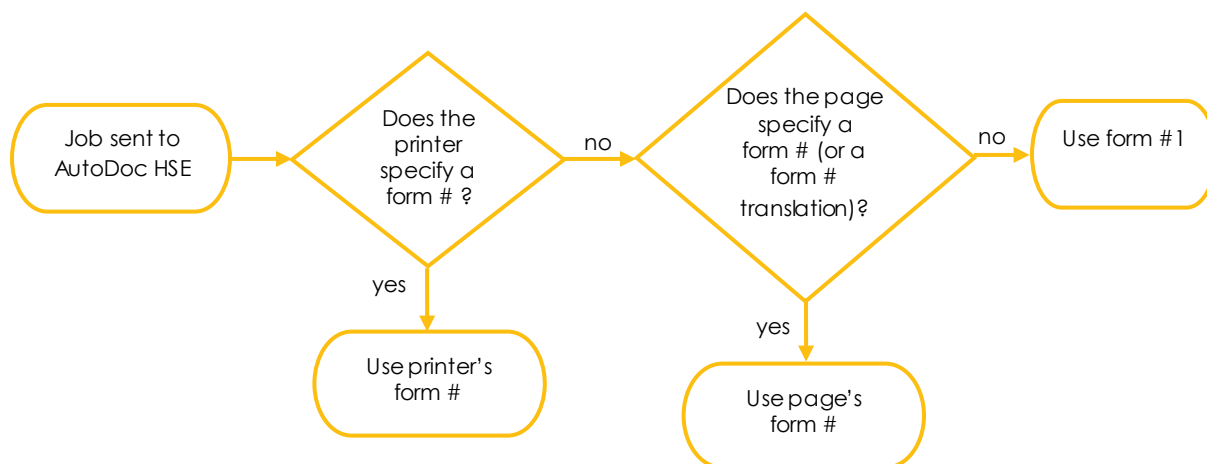 Job sent to
AutoDoc HSE
Does the
printer
specify a
form # ?
no
Does the page
specify a
form # (or a
form #
translation)?
no
Use form #1
yes
Use printer’s
form #
yes
Use page’s
form #